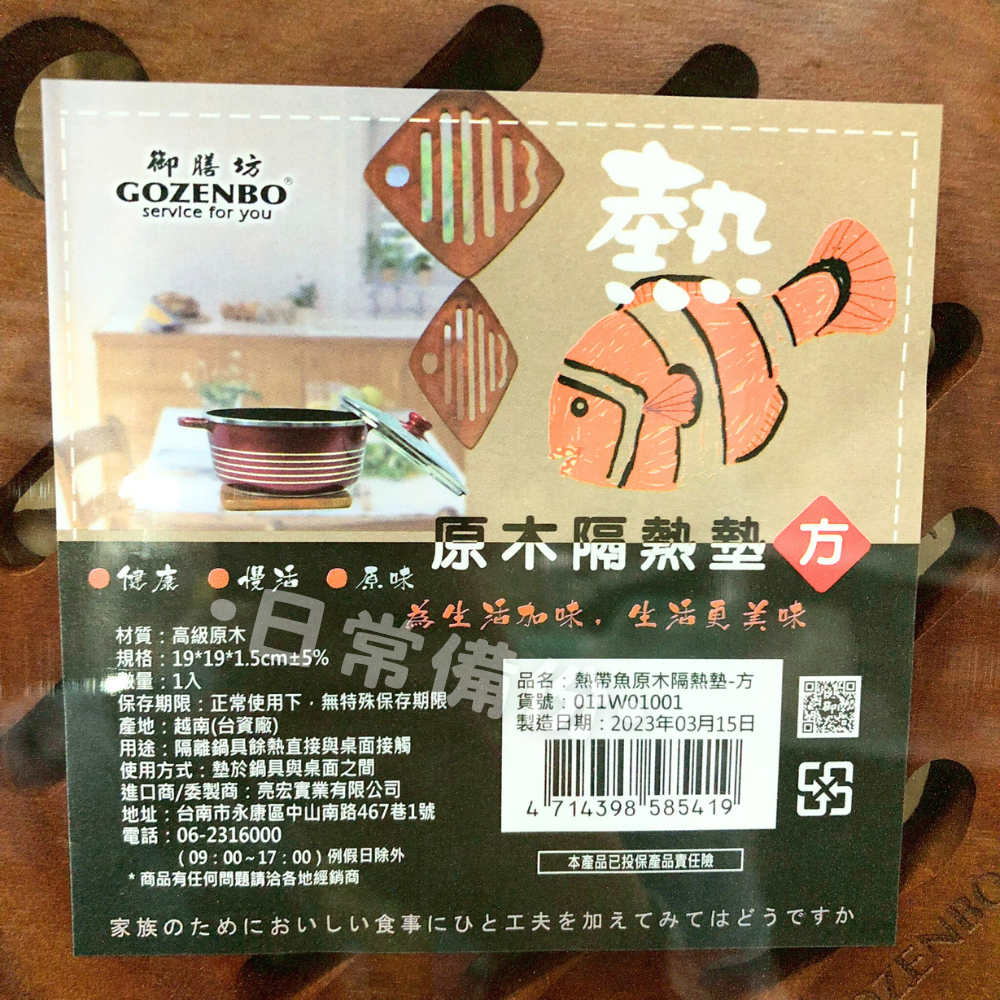 御膳坊
GOZENBO®
service for you
熱
原木隔熱墊 方
健康 慢活 原味
為生活加味，生活更美味
材質：高級原木
規格：19*19*1.5cm±5%
數量：1入
保存期限：正常使用下，無特殊保存期限
產地：越南(台資廠)
用途：隔離鍋具餘熱直接與桌面接觸
使用方式：墊於鍋具與桌面之間
進口商/委製商：亮宏實業有限公司
地址：台南市永康區中山南路467巷1號
電話：06-2316000
（09：00~17：00）例假日除外
*商品有任何問題請洽各地經銷商
品名：熱帶魚原木隔熱墊-方
貨號：011W01001
製造日期：2023年03月15日
4 714398 585419
本產品已投保產品責任險
家族のためにおいしい食事にひと工夫を加えてみてはどうですか
•日常備
GOZENBO